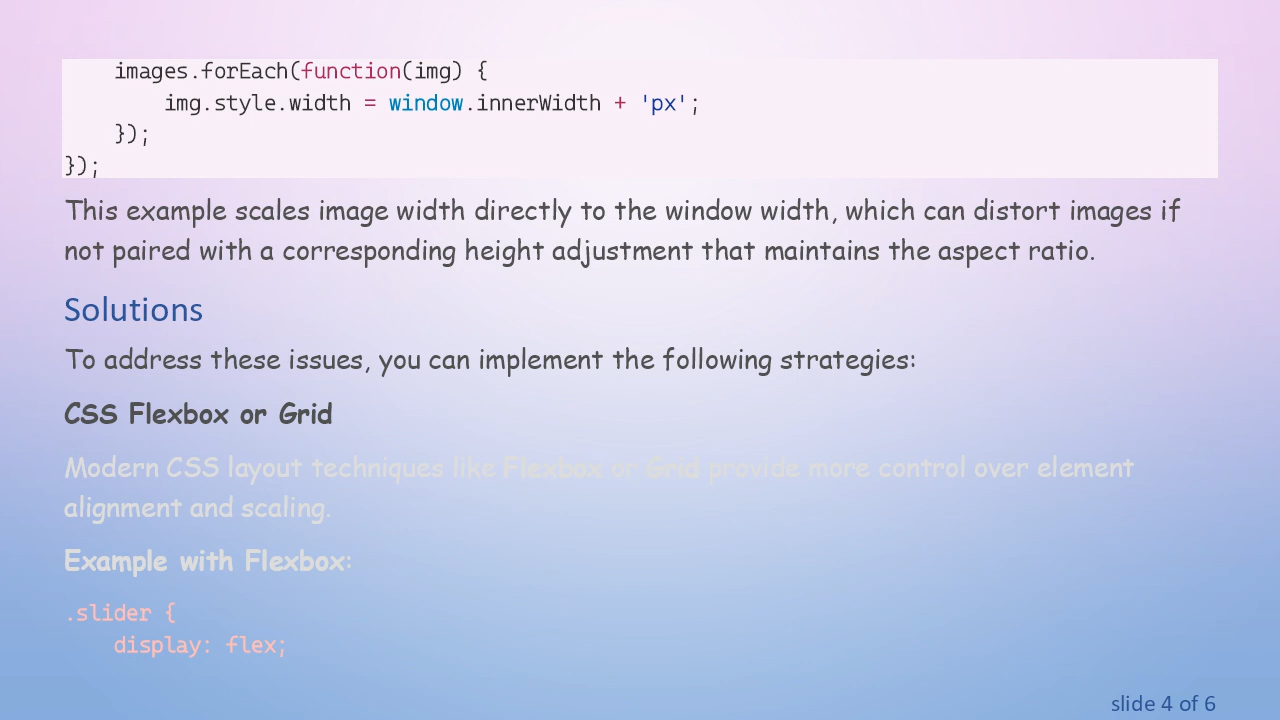 images.forEach(function(img) {
        img.style.width = window.innerWidth + 'px';
    });
});
This example scales image width directly to the window width, which can distort images if
not paired with a corresponding height adjustment that maintains the aspect ratio.
Solutions
To address these issues, you can implement the following strategies:
CSS Flexbox or Grid
Modern CSS layout techniques like Flexbox or Grid provide more control over element
alignment and scaling.
Example with Flexbox:
.slider {
    display: flex;
slide 4 of 6